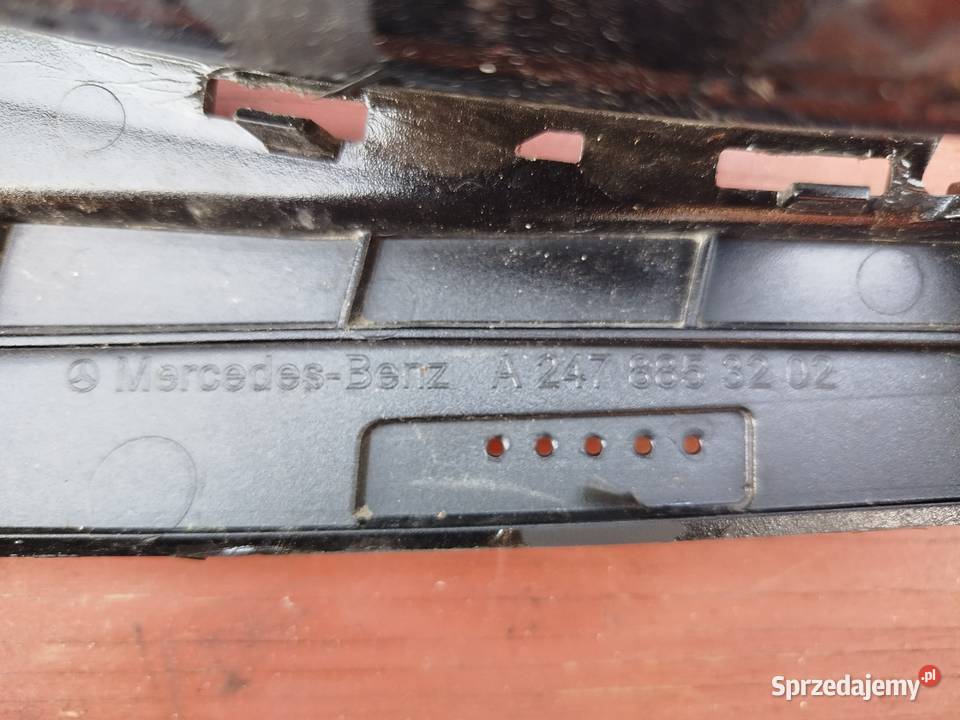 Mercedes-Benz A 247 885 32 02
Sprzedajemy.pl